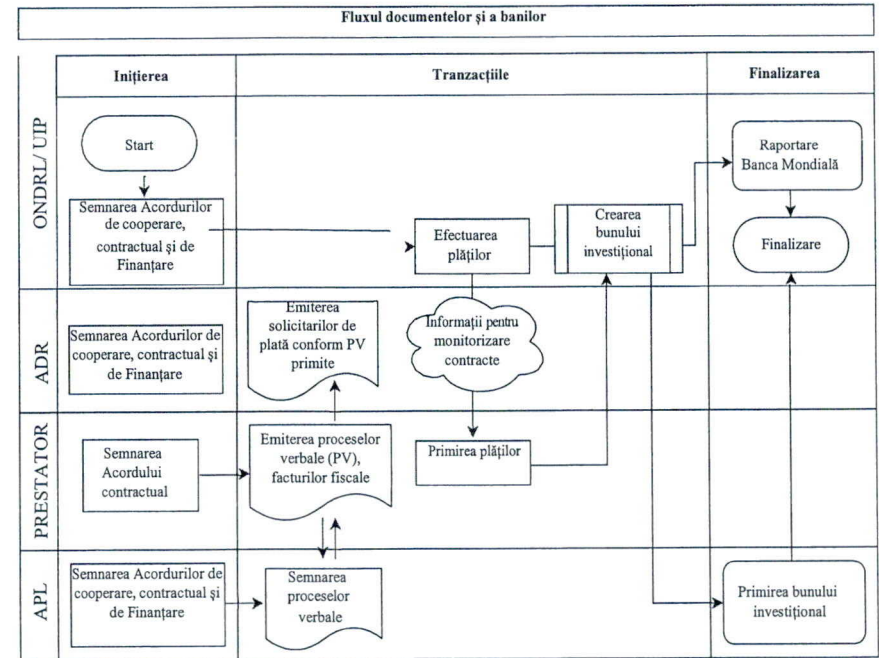 Fluxul documentelor și a banilor
Inițierea
Tranzacțiile
Finalizarea
ONDRL/ UIP
Start
Semnarea Acordurilor
de cooperare,
contractual și de
Finanțare
Efectuarea
plăților
Crearea
bunului
investițional
Raportare
Banca Mondială
Finalizare
ADR
Semnarea Acordurilor de
cooperare, contractual și
de Finanțare
Emiterea
solicitarilor de
plată conform PV
primite
Informații pentru
monitorizare
contracte
PRESTATOR
Semnarea
Acordului
contractual
Emiterea proceselor
verbale (PV),
facturilor fiscale
Primirea plăților
APL
Semnarea Acordurilor de
cooperare, contractual și
de Finanțare
Semnarea
proceselor
verbale
Primirea bunului
investițional